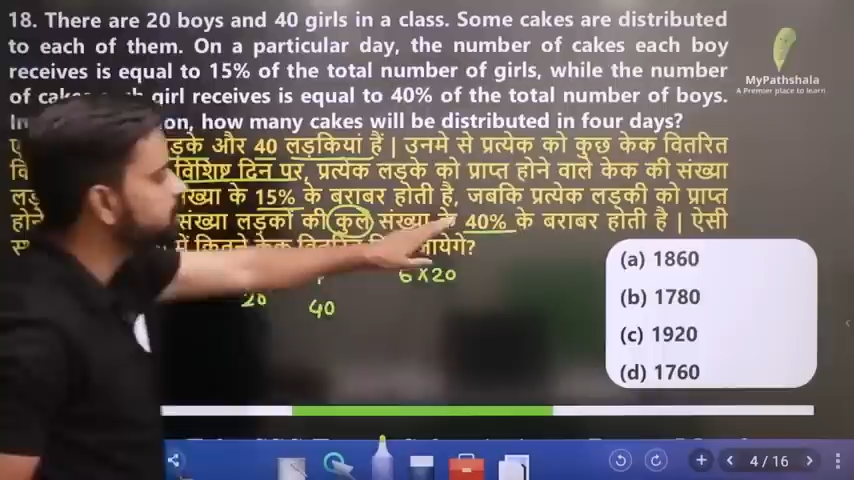 18. There are 20 boys and 40 girls in a class. Some cakes are distributed
to each of them. On a particular day, the number of cakes each boy
receives is equal to 15% of the total number of girls, while the number
of girl receives is equal to 40% of the total number of boys.
on, how many cakes will be distributed in four days?
और 40 लड़कियां हैं | उनमे से प्रत्येक को कुछ केक वितरित
विशिष्ट दिन पर, प्रत्येक लड़के को प्राप्त होने वाले केक की संख्या
के 15% के बराबर होती है, जबकि प्रत्येक लड़की को प्राप्त
संख्या लड़कों की कुल संख्या के 40% के बराबर होती है | ऐसी
में कितने केक
6×20
20
40
(a) 1860
(b) 1780
(c) 1920
(d) 1760
MyPathshala
A Premier place to learn
4 / 16